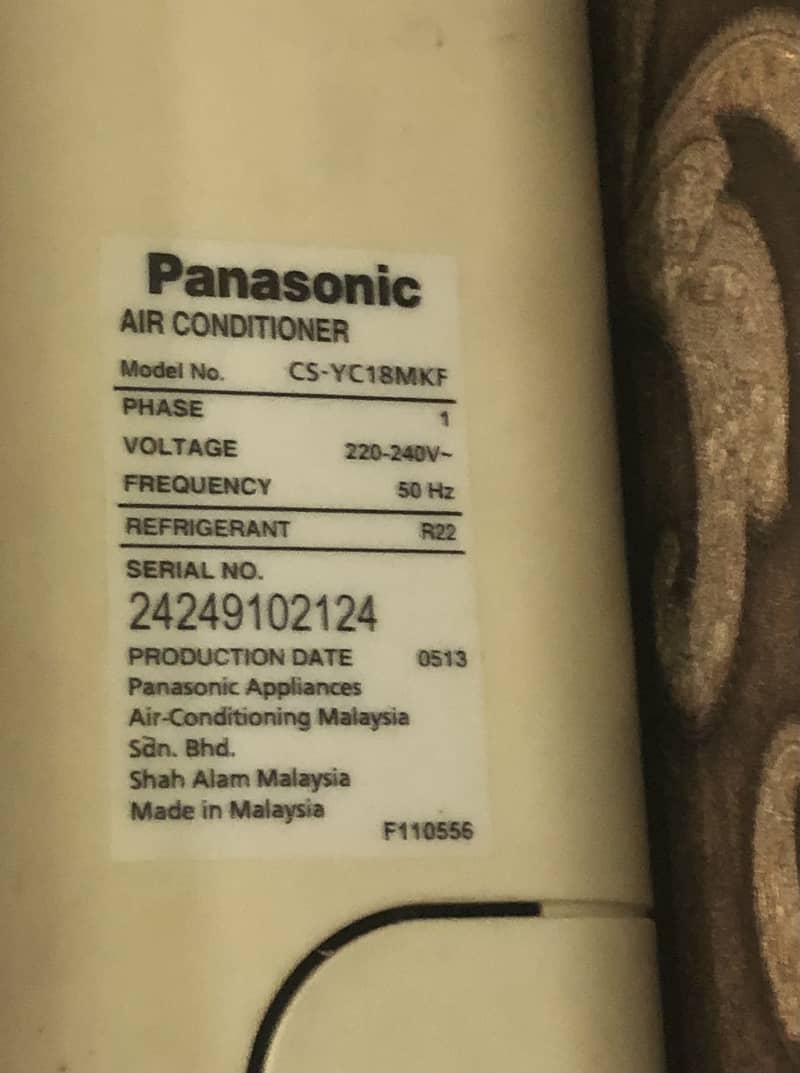 Panasonic
AIR CONDITIONER
Model No. CS-YC18MKF
PHASE 1
VOLTAGE 220-240V~
FREQUENCY 50 Hz
REFRIGERANT R22
SERIAL NO.
24249102124
PRODUCTION DATE 0513
Panasonic Appliances
Air-Conditioning Malaysia
Sdn. Bhd.
Shah Alam Malaysia
Made in Malaysia
F110556